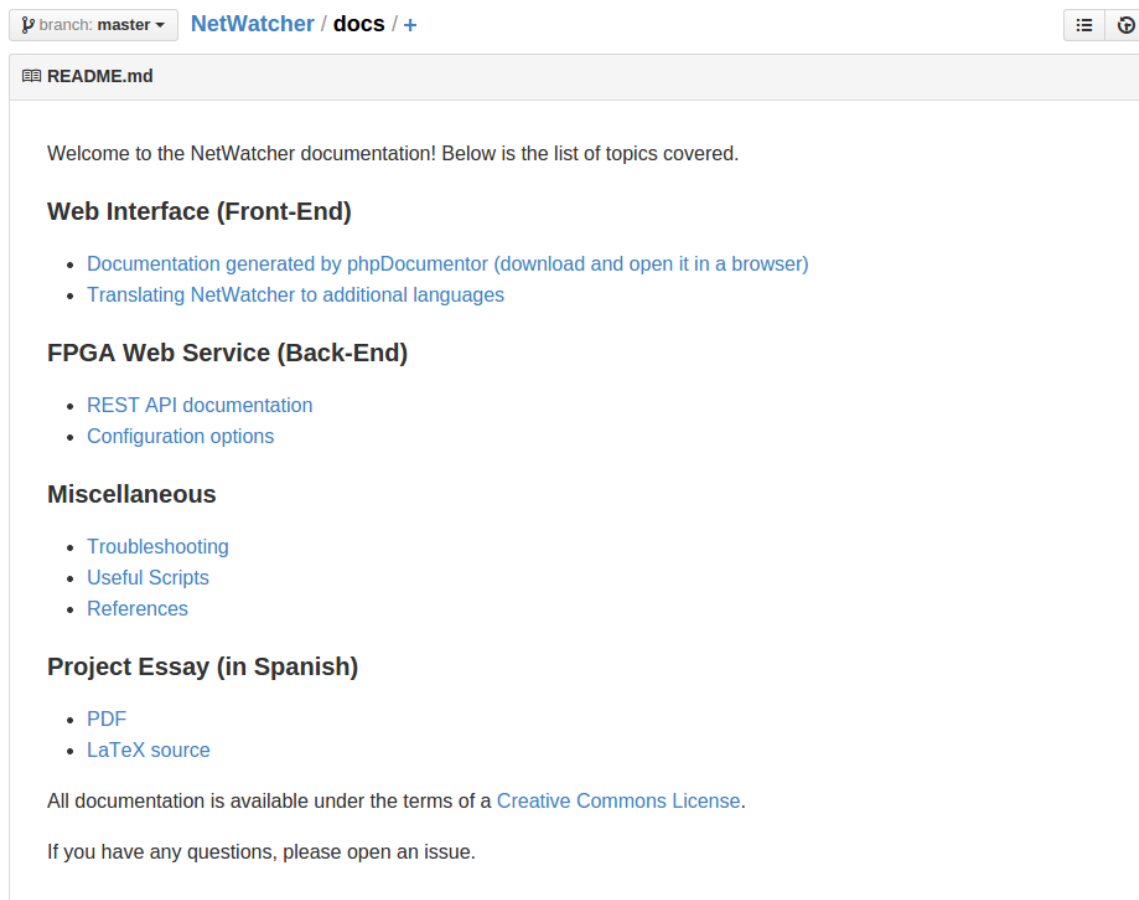 branch: master NetWatcher / docs / +
README.md
Welcome to the NetWatcher documentation! Below is the list of topics covered.
Web Interface (Front-End)
Documentation generated by phpDocumentor (download and open it in a browser)
Translating NetWatcher to additional languages
FPGA Web Service (Back-End)
REST API documentation
Configuration options
Miscellaneous
Troubleshooting
Useful Scripts
References
Project Essay (in Spanish)
PDF
LaTeX source
All documentation is available under the terms of a Creative Commons License.
If you have any questions, please open an issue.